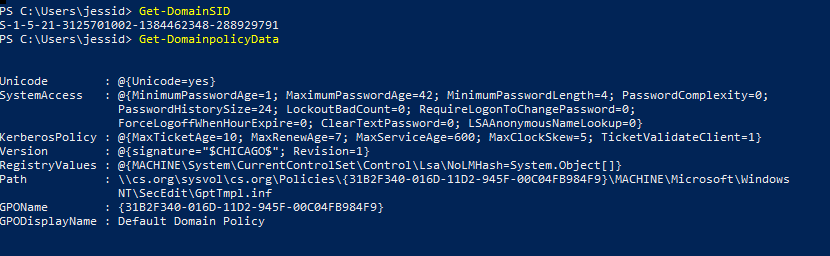 PS C:\Users\jessid> Get-DomainSID
S-1-5-21-3125701002-1384462348-288929791
PS C:\Users\jessid> Get-DomainpolicyData
Unicode : @{Unicode=yes}
SystemAccess : @{MinimumPasswordAge=1; MaximumPasswordAge=42; MinimumPasswordLength=4; PasswordComplexity=0;
PasswordHistorySize=24; LockoutBadCount=0; RequireLogonToChangePassword=0;
ForceLogoffWhenHourExpire=0; ClearTextPassword=0; LSAAnonymousNameLookup=0}
KerberosPolicy : @{MaxTicketAge=10; MaxRenewAge=7; MaxServiceAge=600; MaxClockSkew=5; TicketValidateClient=1}
Version : @{signature="$CHICAGO$"; Revision=1}
RegistryValues : @{MACHINE\System\CurrentControlSet\Control\Lsa\NoLMHash=System.Object[]}
Path : \\cs.org\sysvol\cs.org\Policies\{31B2F340-016D-11D2-945F-00C04FB984F9}\MACHINE\Microsoft\Windows
NT\SecEdit\GptTmpl.inf
GPOName : {31B2F340-016D-11D2-945F-00C04FB984F9}
GPODisplayName : Default Domain Policy